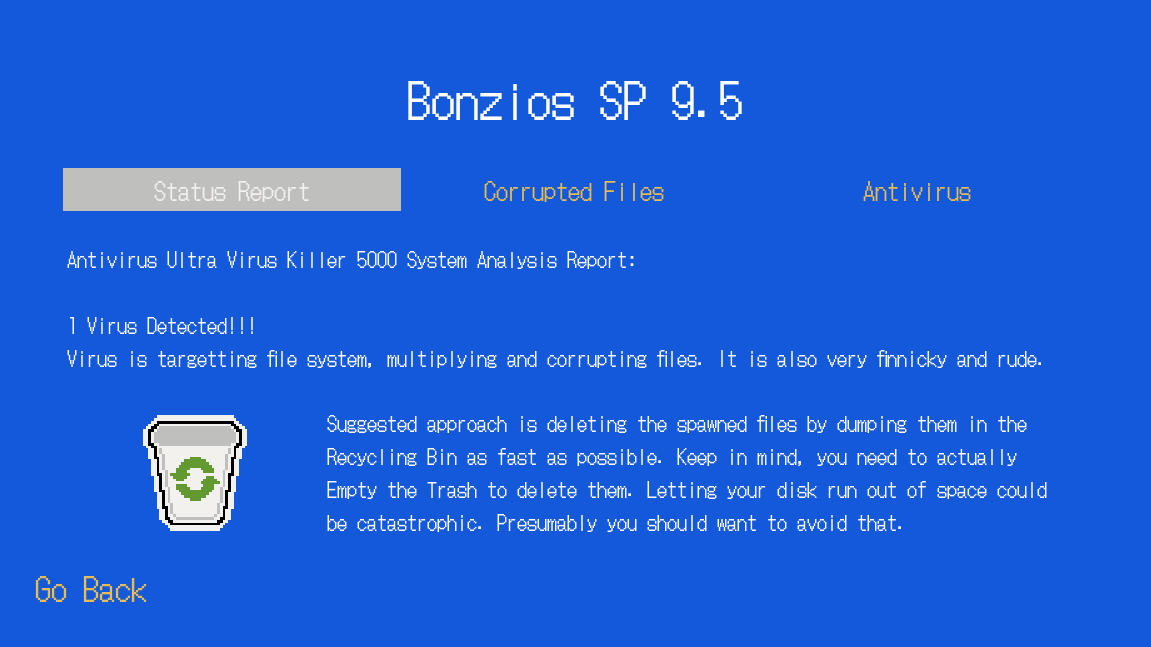 Bonzios SP 9.5
Status Report
Corrupted Files
Antivirus
Antivirus Ultra Virus Killer 5000 System Analysis Report:
1 Virus Detected!!!
Virus is targetting file system, multiplying and corrupting files. It is also very finnicky and rude.
Suggested approach is deleting the spawned files by dumping them in the
Recycling Bin as fast as possible. Keep in mind, you need to actually
Empty the Trash to delete them. Letting your disk run out of space could
be catastrophic. Presumably you should want to avoid that.
Go Back